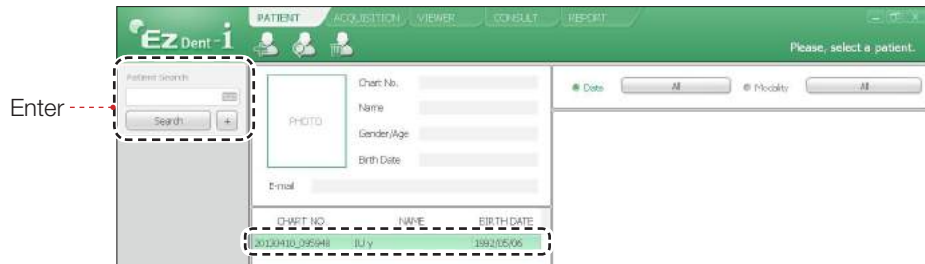 PATIENT ACQUISITION VIEWER CONSULT REPORT
Ez Dent-i
Please, select a patient.
Patient Search
Enter
Search +
PHOTO
Chart No.
Name
Gender/Age
Birth Date
E-mail
Date All Modality All
CHART NO NAME BIRTH DATE
20130410_095948 IU y 1992/05/06